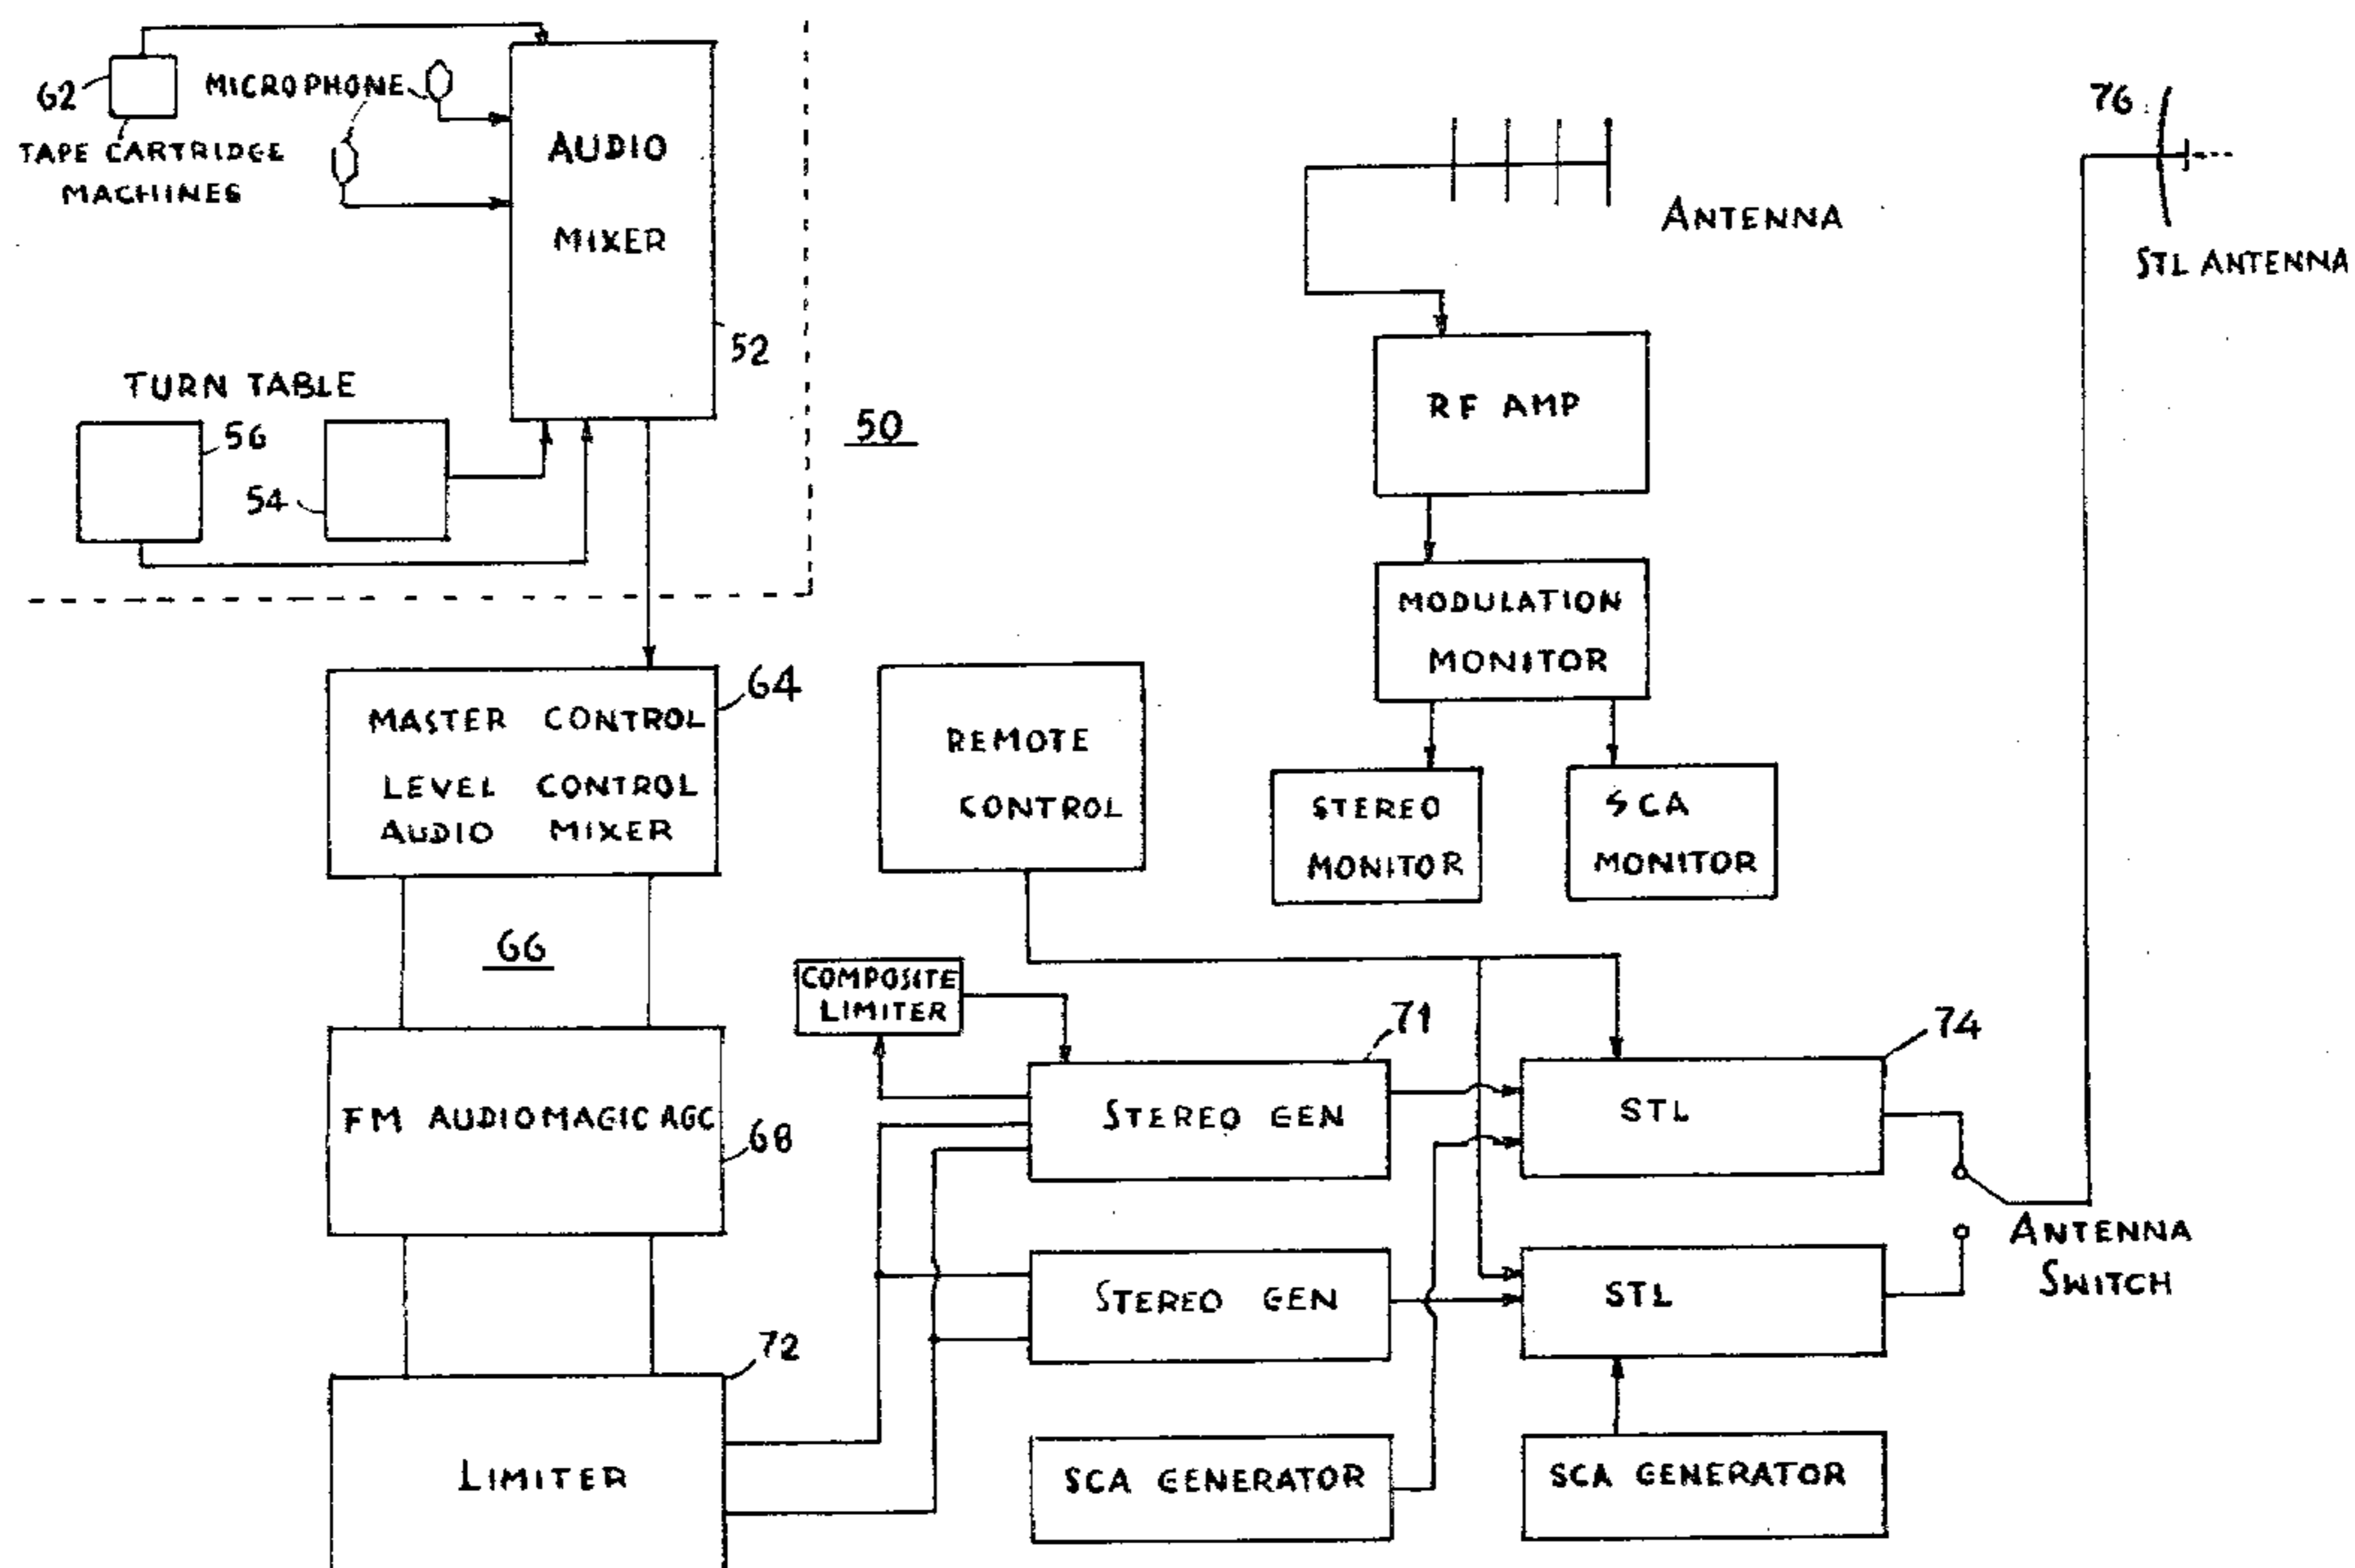 62
MICROPHONE
TAPE CARTRIDGE
MACHINES
AUDIO
MIXER
52
TURN TABLE
56
54
50
ANTENNA
76
STL ANTENNA
RF AMP
MODULATION
MONITOR
STEREO
MONITOR
SCA
MONITOR
MASTER CONTROL
LEVEL CONTROL
AUDIO MIXER
64
REMOTE
CONTROL
66
COMPOSITE
LIMITER
FM AUDIOMAGIC AGC
68
STEREO GEN
71
STL
74
STEREO GEN
STL
ANTENNA
SWITCH
LIMITER
72
SCA GENERATOR
SCA GENERATOR